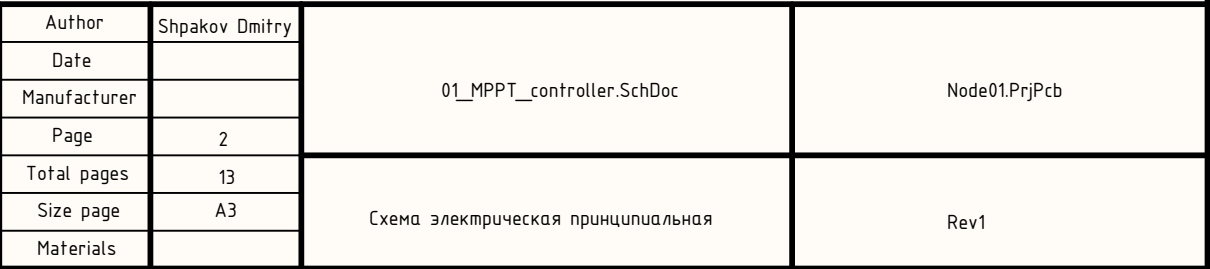 Author
Shpakov Dmitry
Date
Manufacturer
Page
2
Total pages
13
Size page
A3
Materials
01_MPPT_controller.SchDoc
Node01.PrjPcb
Схема электрическая принципиальная
Rev1